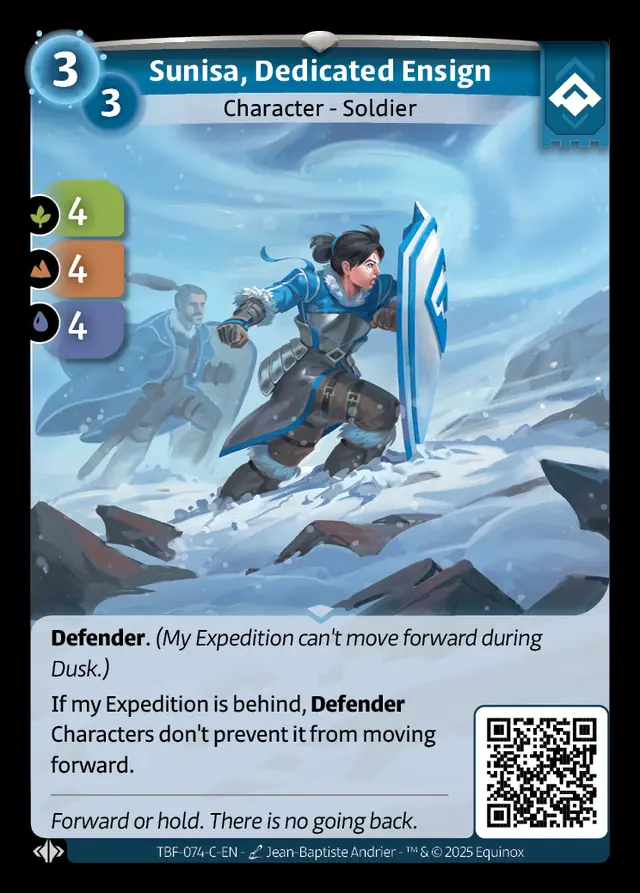 3
3
Sunisa, Dedicated Ensign
Character - Soldier
4
4
4
Defender. (My Expedition can't move forward during
Dusk.)
If my Expedition is behind, Defender
Characters don't prevent it from moving
forward.
Forward or hold. There is no going back.
TBF-074-C-EN - Jean-Baptiste Andrier - ™ & © 2025 Equinox